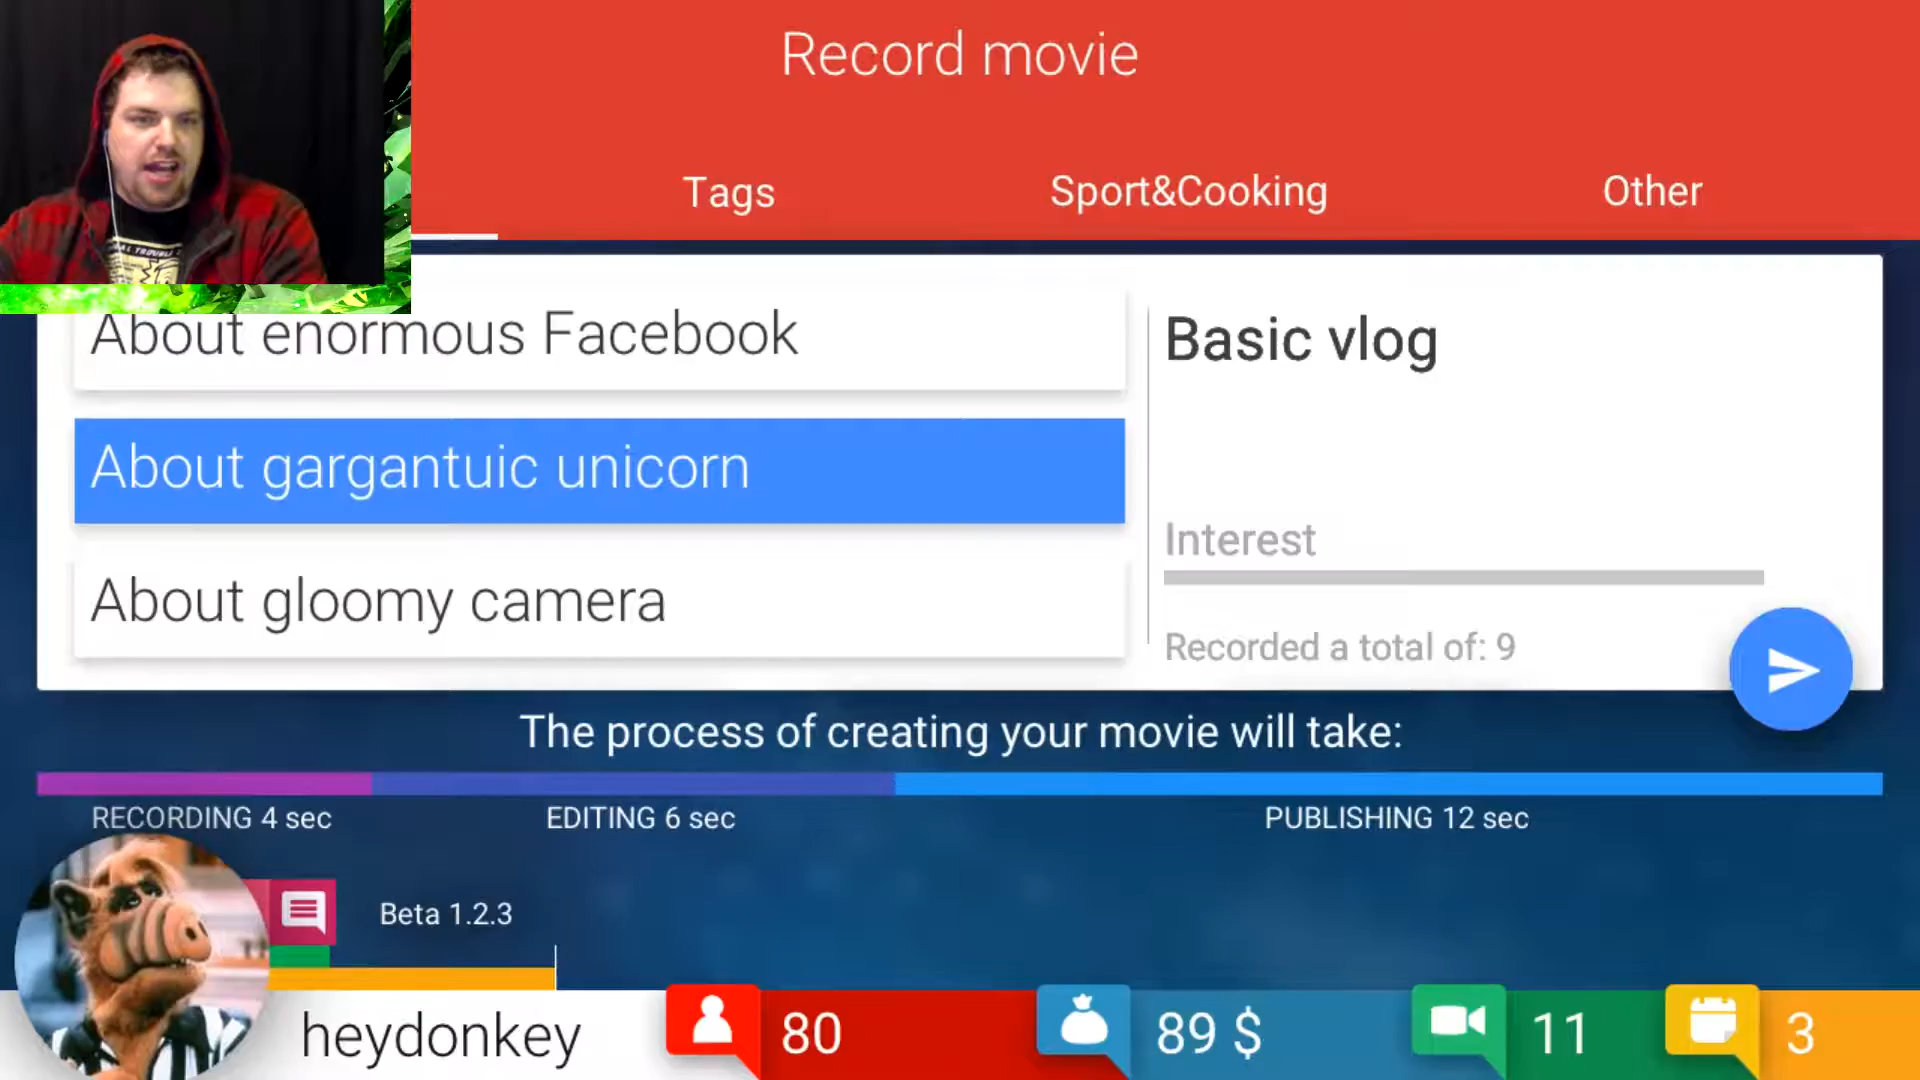 Record movie
Tags
Sport&Cooking
Other
About enormous Facebook
About gargantuic unicorn
About gloomy camera
Basic vlog
Interest
Recorded a total of: 9
The process of creating your movie will take:
RECORDING 4 sec
EDITING 6 sec
PUBLISHING 12 sec
Beta 1.2.3
heydonkey
80
89 $
11
3